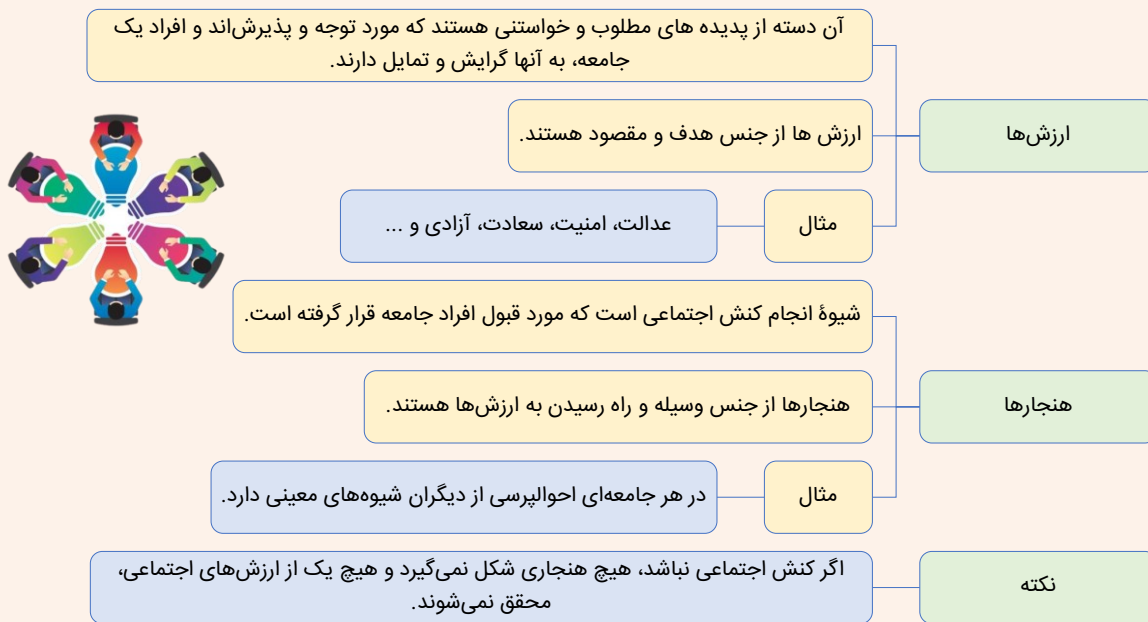 ارزش‌ها
آن دسته از پدیده های مطلوب و خواستنی هستند که مورد توجه و پذیرش‌اند و افراد یک
جامعه، به آنها گرایش و تمایل دارند.
ارزش ها از جنس هدف و مقصود هستند.
مثال
عدالت، امنیت، سعادت، آزادی و ...
هنجارها
شیوۀ انجام کنش اجتماعی است که مورد قبول افراد جامعه قرار گرفته است.
هنجارها از جنس وسیله و راه رسیدن به ارزش‌ها هستند.
مثال
در هر جامعه‌ای احوالپرسی از دیگران شیوه‌های معینی دارد.
نکته
اگر کنش اجتماعی نباشد، هیچ هنجاری شکل نمی‌گیرد و هیچ یک از ارزش‌های اجتماعی،
محقق نمی‌شوند.